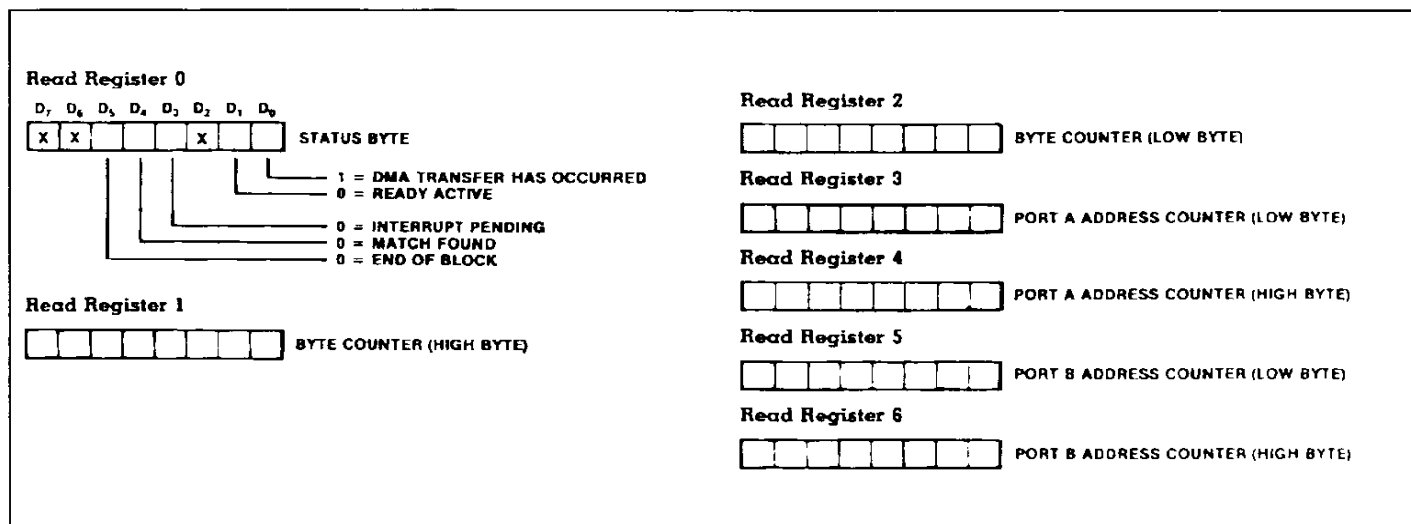 Read Register 0
D₇ D₆ D₅ D₄ D₃ D₂ D₁ D₀
X X X STATUS BYTE
1 = DMA TRANSFER HAS OCCURRED
0 = READY ACTIVE
0 = INTERRUPT PENDING
0 = MATCH FOUND
0 = END OF BLOCK
Read Register 1
BYTE COUNTER (HIGH BYTE)
Read Register 2
BYTE COUNTER (LOW BYTE)
Read Register 3
PORT A ADDRESS COUNTER (LOW BYTE)
Read Register 4
PORT A ADDRESS COUNTER (HIGH BYTE)
Read Register 5
PORT B ADDRESS COUNTER (LOW BYTE)
Read Register 6
PORT B ADDRESS COUNTER (HIGH BYTE)